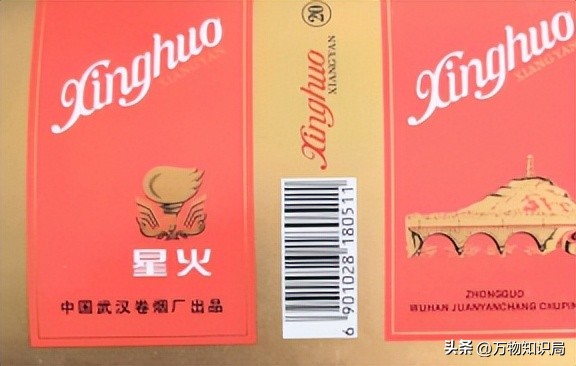 Xinghuo
XIANGYAN
星火
中国武汉卷烟厂出品
20
Xinghuo
XIANGYAN
6 901028 180511
Xinghuo
XIANGYAN
ZHONGGUO
WUHAN JUANYANCHANG CHUPIN
头条 @万物知识局